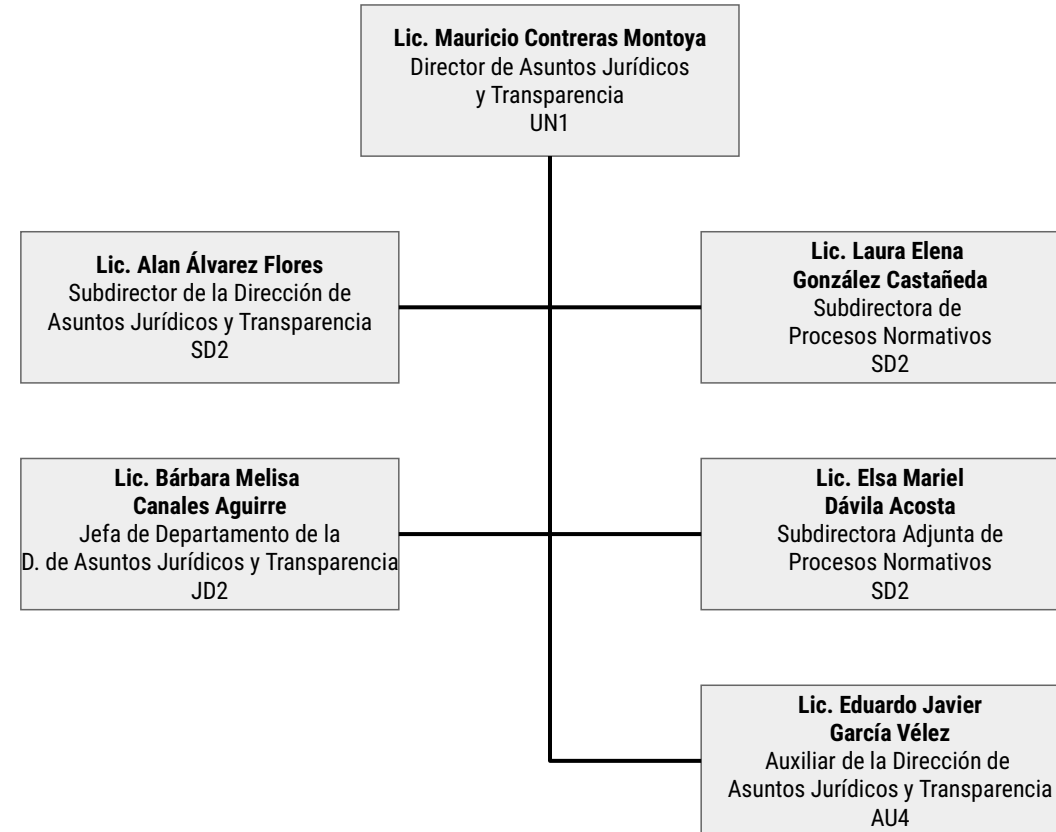 Lic. Mauricio Contreras Montoya
Director de Asuntos Jurídicos
y Transparencia
UN1
Lic. Alan Álvarez Flores
Subdirector de la Dirección de
Asuntos Jurídicos y Transparencia
SD2
Lic. Laura Elena
González Castañeda
Subdirectora de
Procesos Normativos
SD2
Lic. Bárbara Melisa
Canales Aguirre
Jefa de Departamento de la
D. de Asuntos Jurídicos y Transparencia
JD2
Lic. Elsa Mariel
Dávila Acosta
Subdirectora Adjunta de
Procesos Normativos
SD2
Lic. Eduardo Javier
García Vélez
Auxiliar de la Dirección de
Asuntos Jurídicos y Transparencia
AU4